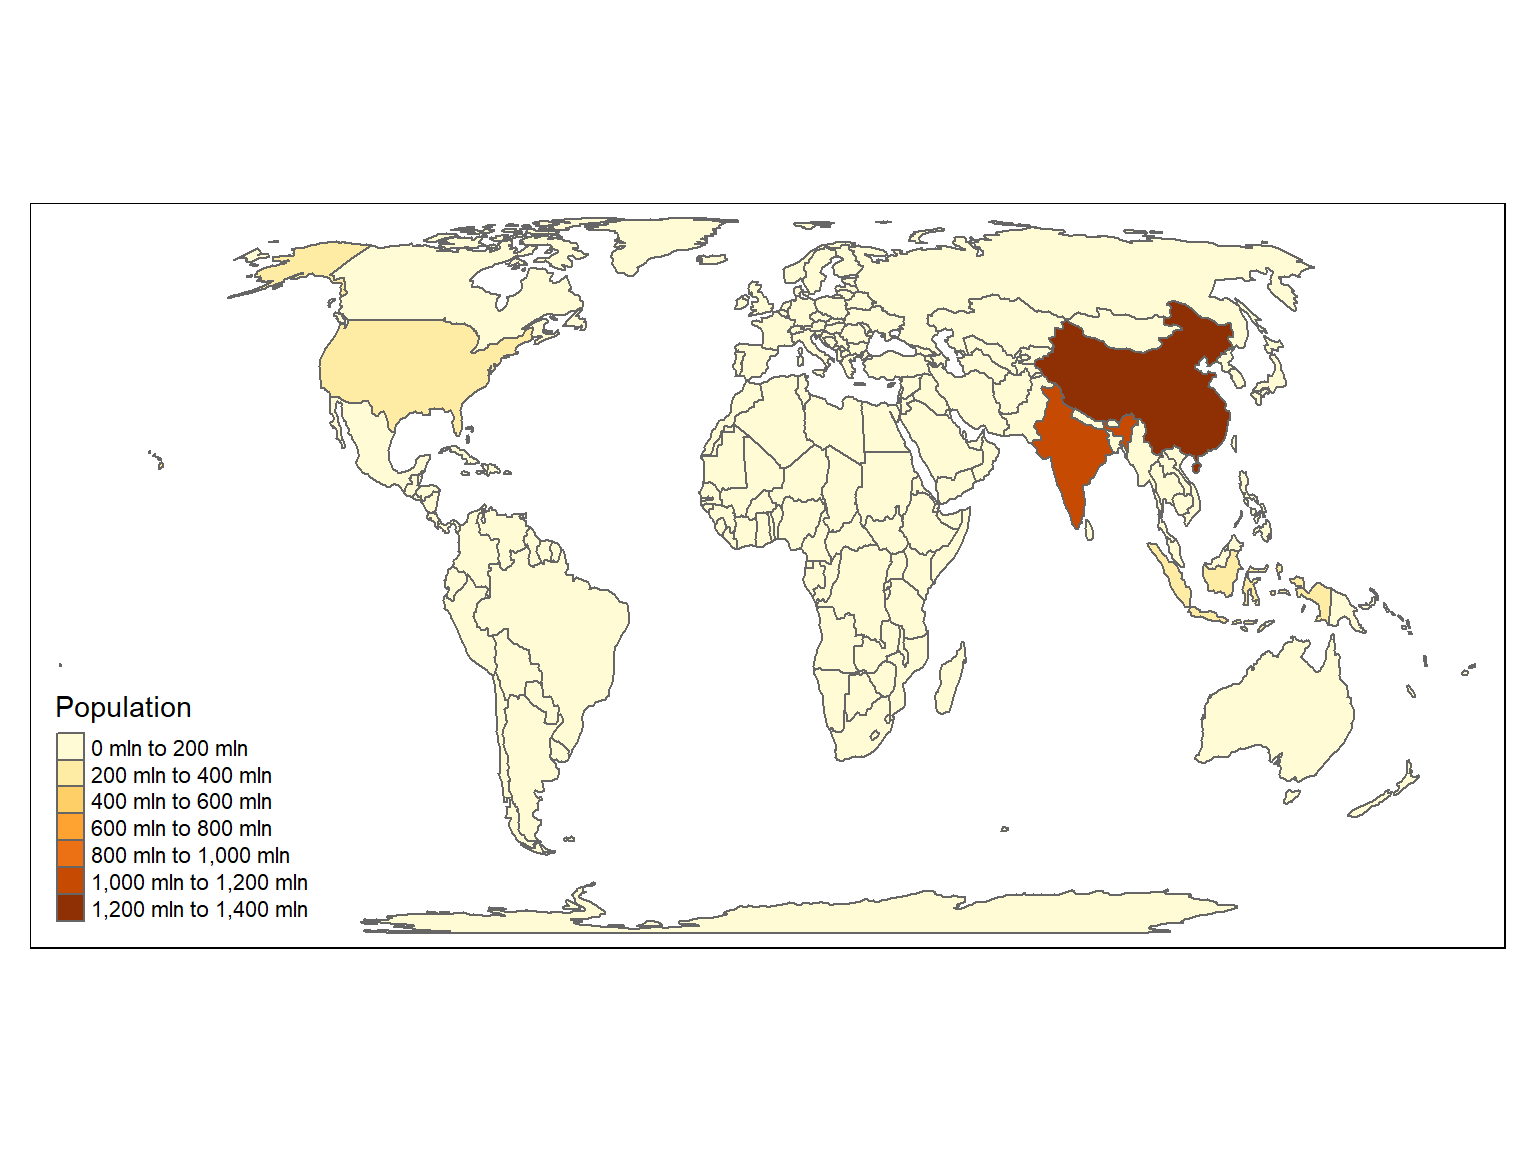 Population
0 mln to 200 mln
200 mln to 400 mln
400 mln to 600 mln
600 mln to 800 mln
800 mln to 1,000 mln
1,000 mln to 1,200 mln
1,200 mln to 1,400 mln